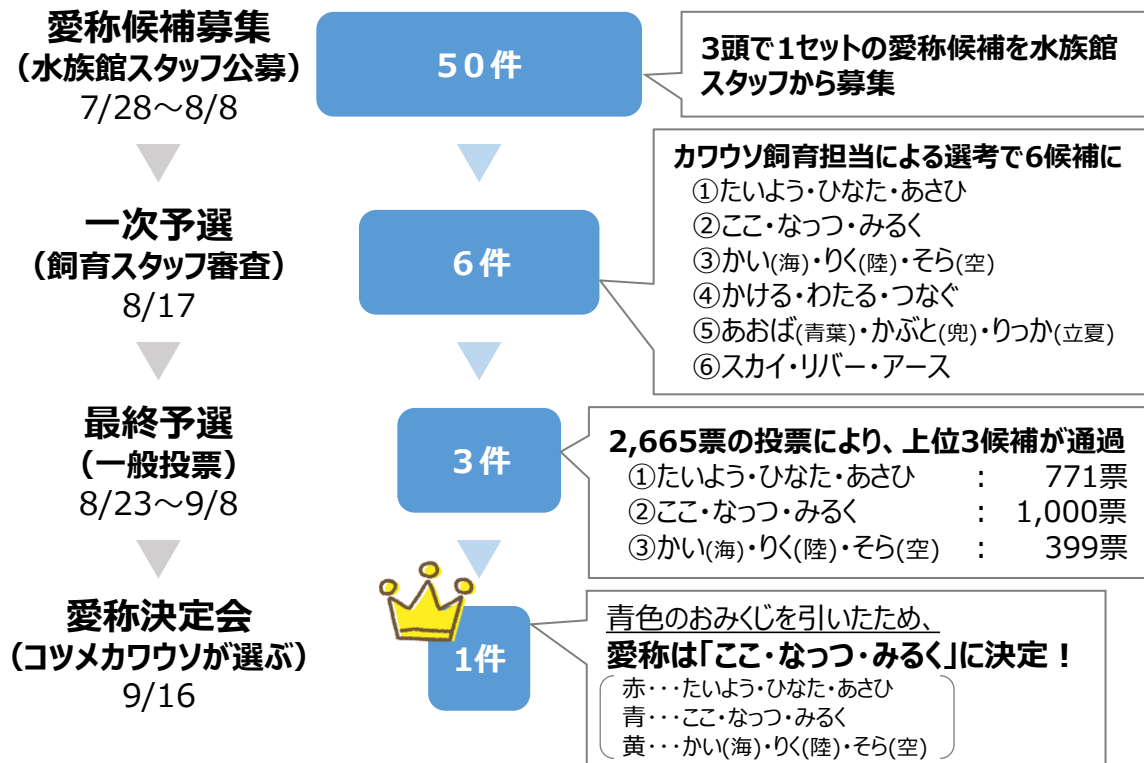 愛称候補募集
（水族館スタッフ公募）
7/28～8/8
50件
3頭で1セットの愛称候補を水族館
スタッフから募集
一次予選
（飼育スタッフ審査）
8/17
6件
カワウソ飼育担当による選考で6候補に
①たいよう・ひなた・あさひ
②ここ・なっつ・みるく
③かい(海)・りく(陸)・そら(空)
④かける・わたる・つなぐ
⑤あおば(青葉)・かぶと(兜)・りっか(立夏)
⑥スカイ・リバー・アース
最終予選
（一般投票）
8/23～9/8
3件
2,665票の投票により、上位3候補が通過
①たいよう・ひなた・あさひ ： 771票
②ここ・なっつ・みるく ： 1,000票
③かい(海)・りく(陸)・そら(空) ： 399票
愛称決定会
（コツメカワウソが選ぶ）
9/16
1件
青色のおみくじを引いたため、
愛称は「ここ・なっつ・みるく」に決定！
赤･･･たいよう・ひなた・あさひ
青･･･ここ・なっつ・みるく
黄･･･かい(海)・りく(陸)・そら(空)